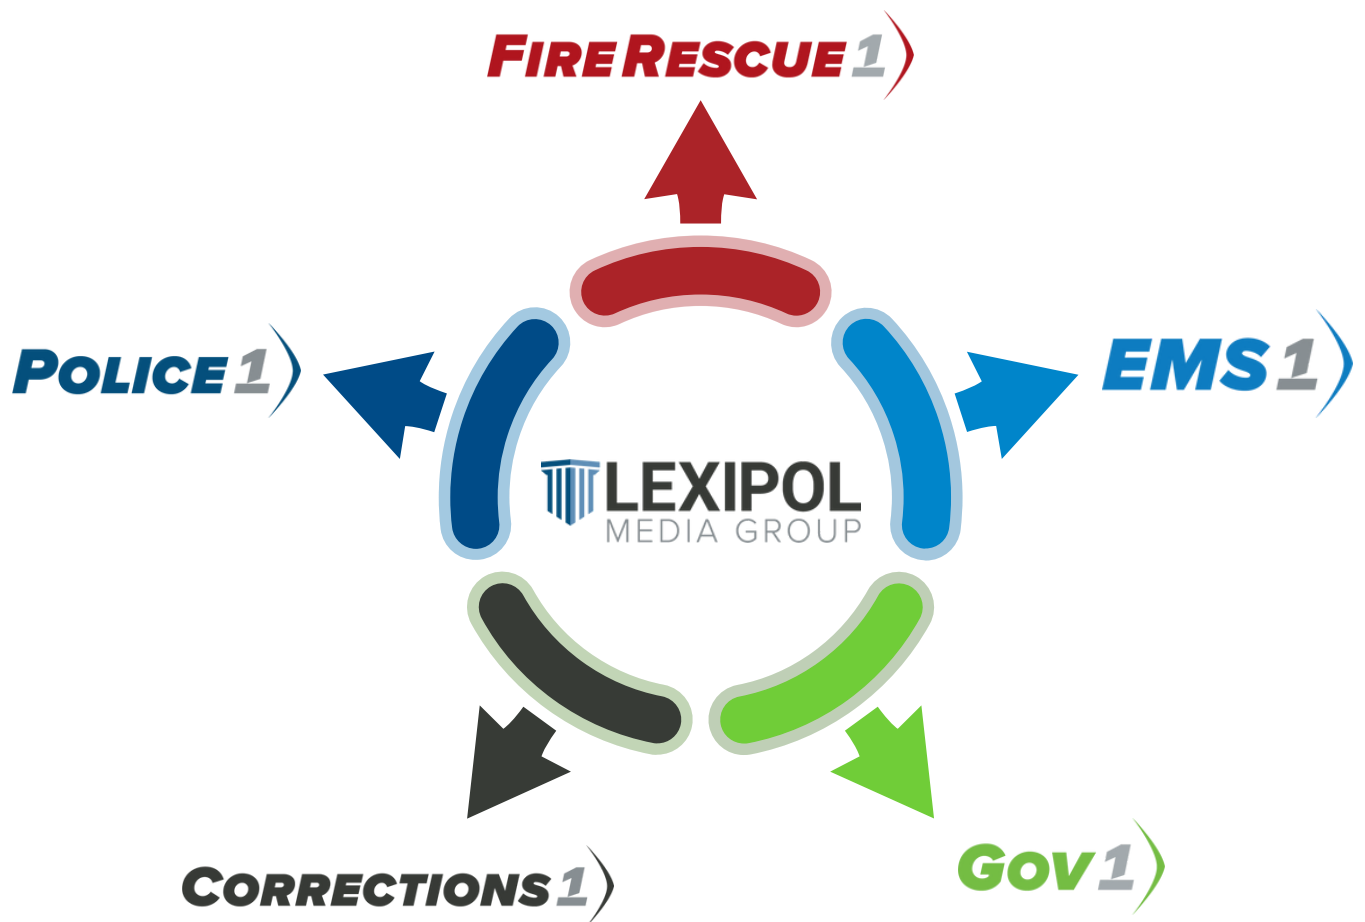 FIRERESCUE1
POLICE1
EMS1
LEXIPOL
MEDIA GROUP
CORRECTIONS1
GOV1